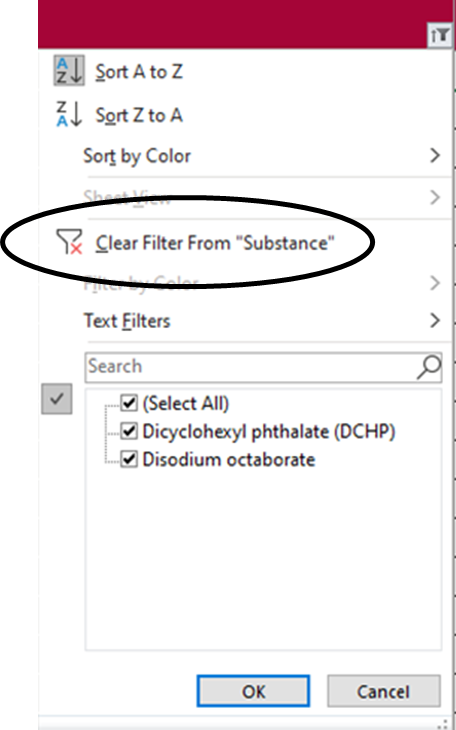 Sort A to Z
Sort Z to A
Sort by Color
Sheet View
Clear Filter From "Substance"
Filter by Color
Text Filters
Search
(Select All)
Dicyclohexyl phthalate (DCHP)
Disodium octaborate
OK Cancel